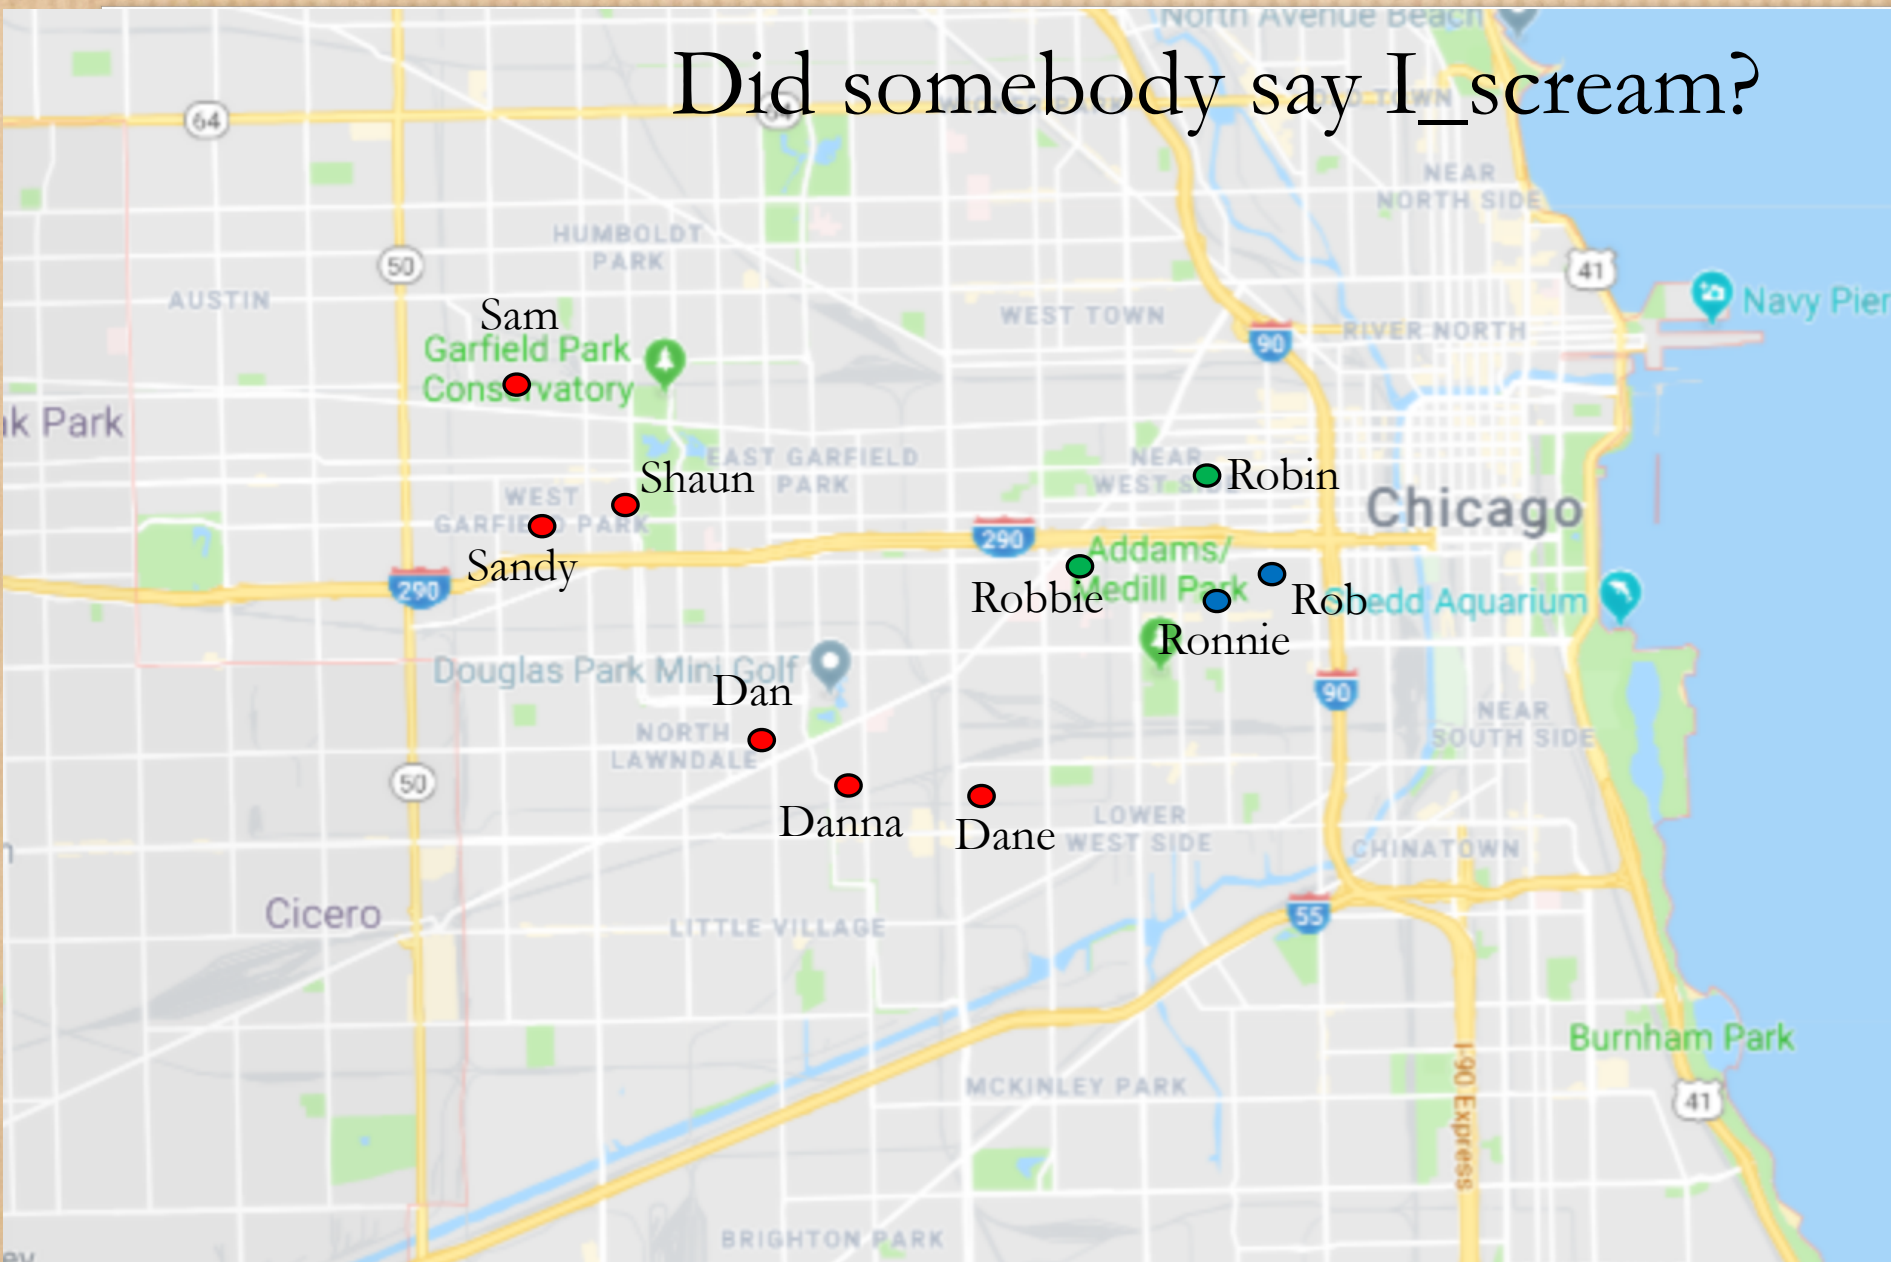 North Avenue Beach
Did somebody say I_scream?
64
64
OLD TOWN
NEAR
NORTH SIDE
HUMBOLDT
PARK
50
41
AUSTIN
Navy Pier
Sam
WEST TOWN
RIVER NORTH
90
Garfield Park
Conservatory
ak Park
EAST GARFIELD
PARK
NEAR
WEST SIDE
Robin
Shaun
WEST
GARFIELD PARK
Chicago
290
Addams/
Medill Park
Sandy
290
Robbie
Rob
Shedd Aquarium
Ronnie
Douglas Park Mini Golf
Dan
90
NORTH
LAWNDALE
NEAR
SOUTH SIDE
50
Danna
Dane
LOWER
WEST SIDE
CHINATOWN
Cicero
LITTLE VILLAGE
55
Burnham Park
MCKINLEY PARK
I-90 Express
41
BRIGHTON PARK